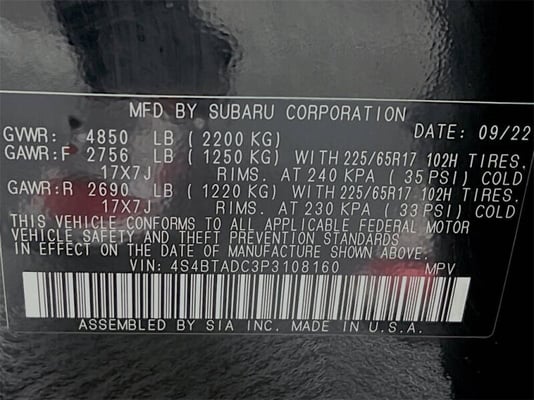 MFD BY SUBARU CORPORATION
GVWR: 4850 LB (2200 KG) DATE: 09/22
GAWR:F 2756 LB (1250 KG) WITH 225/65R17 102H TIRES.
17X7J RIMS. AT 240 KPA (35 PSI) COLD
GAWR:R 2690 LB (1220 KG) WITH 225/65R17 102H TIRES.
17X7J RIMS. AT 230 KPA (33 PSI) COLD
THIS VEHICLE CONFORMS TO ALL APPLICABLE FEDERAL MOTOR
VEHICLE SAFETY AND THEFT PREVENTION STANDARDS
IN EFFECT ON THE DATE OF MANUFACTURE SHOWN ABOVE.
VIN: 4S4BTADC3P3108160 MPV
ASSEMBLED BY SIA INC. MADE IN U.S.A.